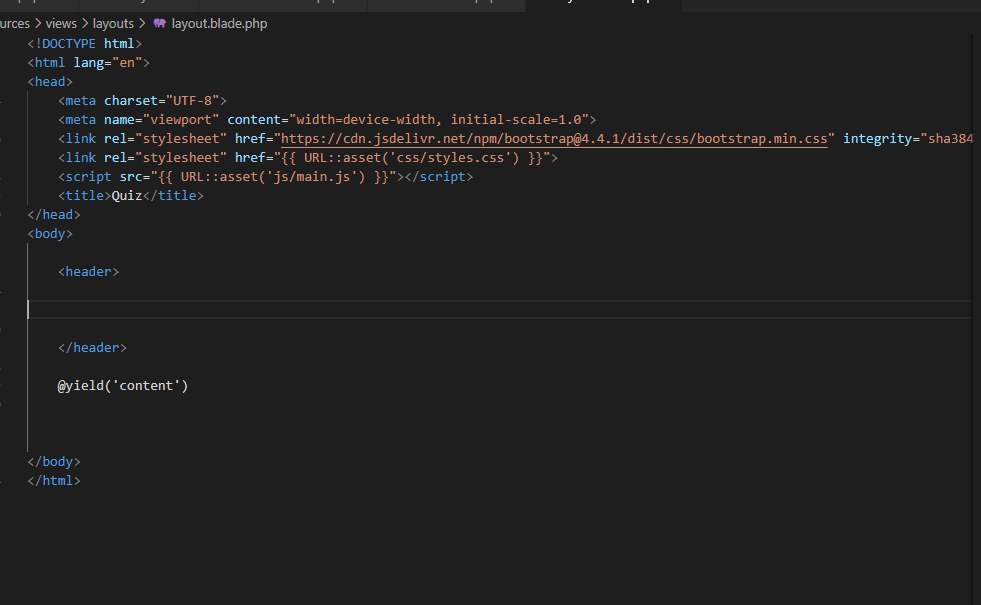 urces > views > layouts > layout.blade.php
<!DOCTYPE html>
<html lang="en">
<head>
<meta charset="UTF-8">
<meta name="viewport" content="width=device-width, initial-scale=1.0">
<link rel="stylesheet" href="https://cdn.jsdelivr.net/npm/bootstrap@4.4.1/dist/css/bootstrap.min.css" integrity="sha384
<link rel="stylesheet" href="{{ URL::asset('css/styles.css') }}">
<script src="{{ URL::asset('js/main.js') }}"></script>
<title>Quiz</title>
</head>
<body>
<header>
</header>
@yield('content')
</body>
</html>